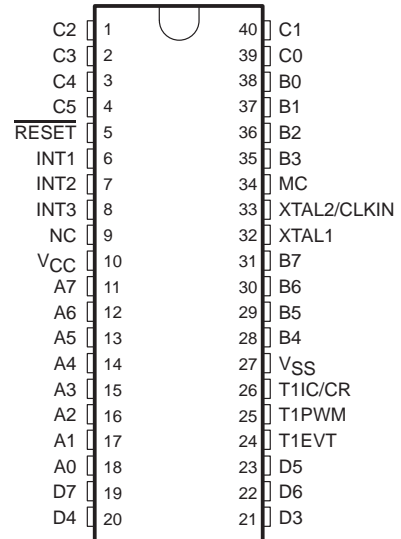 C2 1 40 C1
C3 2 39 C0
C4 3 38 B0
C5 4 37 B1
RESET 5 36 B2
INT1 6 35 B3
INT2 7 34 MC
INT3 8 33 XTAL2/CLKIN
NC 9 32 XTAL1
VCC 10 31 B7
A7 11 30 B6
A6 12 29 B5
A5 13 28 B4
A4 14 27 VSS
A3 15 26 T1IC/CR
A2 16 25 T1PWM
A1 17 24 T1EVT
A0 18 23 D5
D7 19 22 D6
D4 20 21 D3